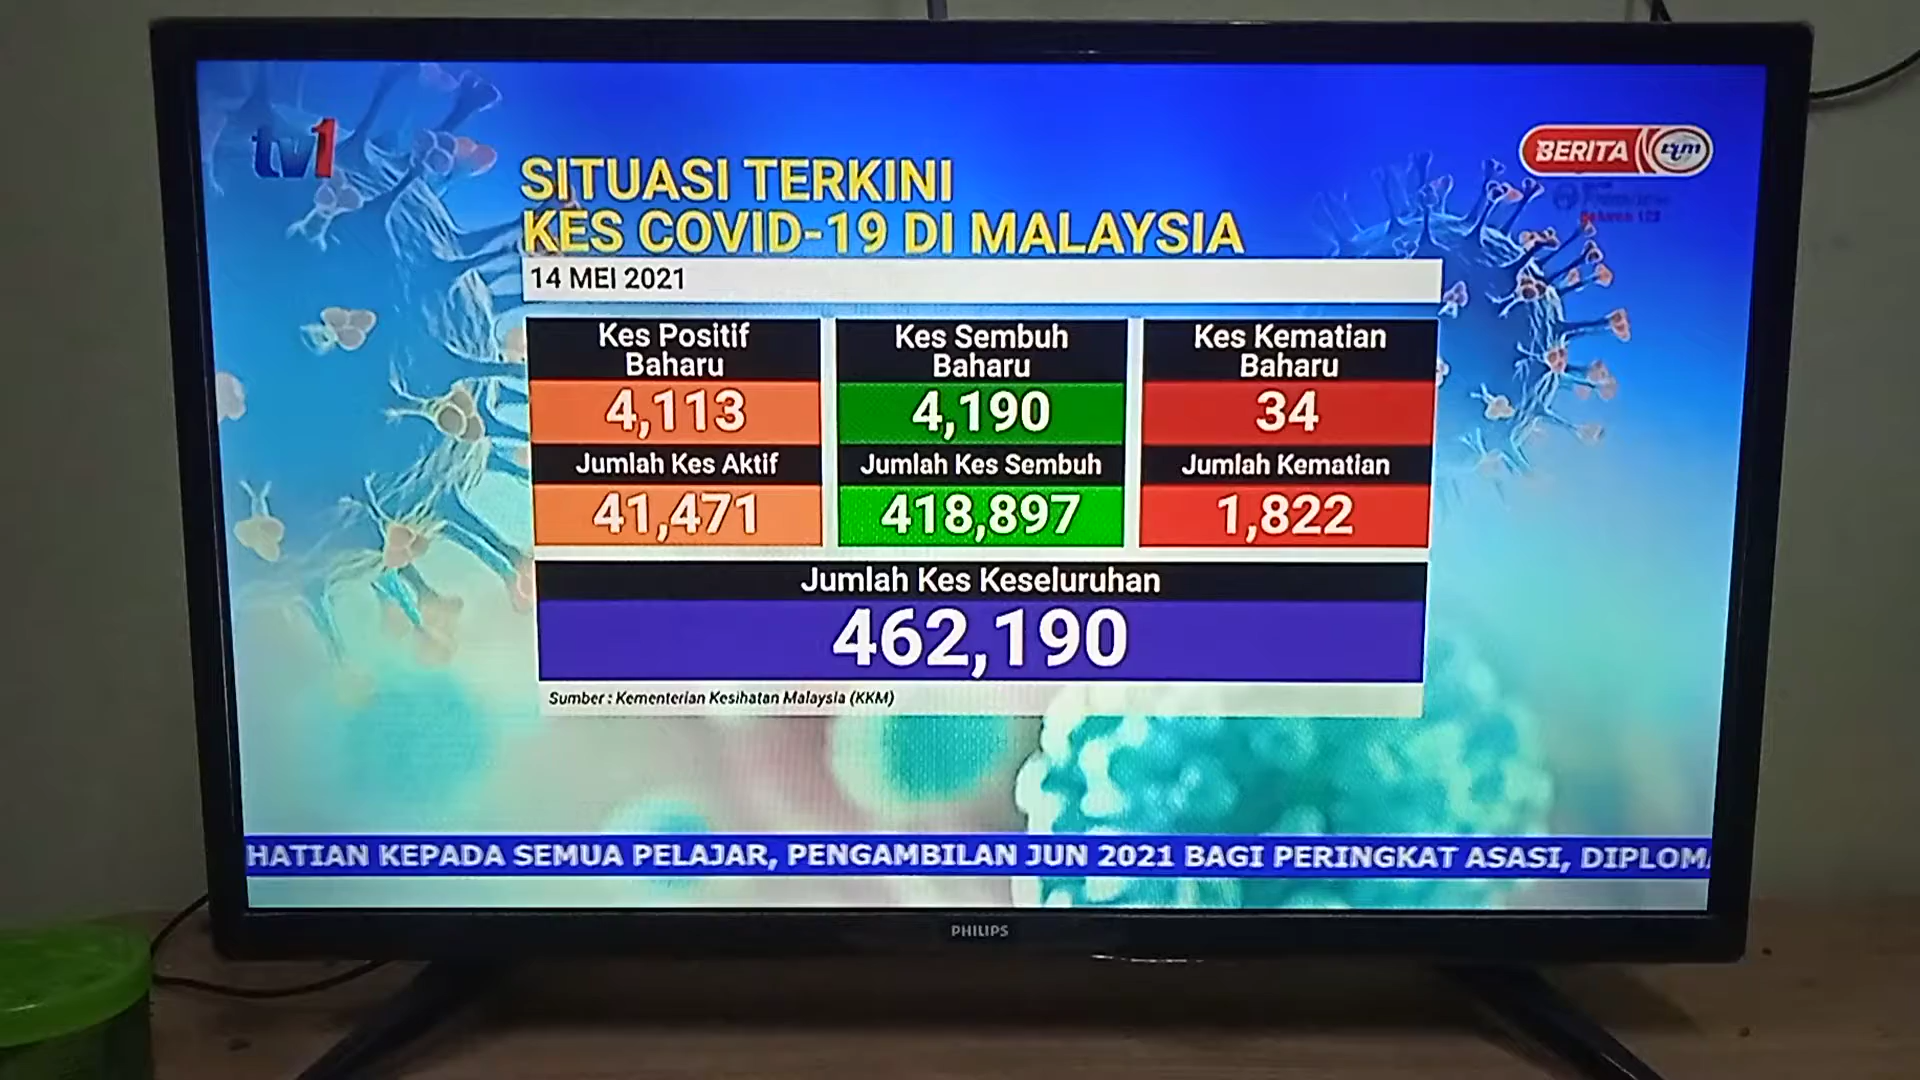 tv1
BERITA rtm
SITUASI TERKINI
KES COVID-19 DI MALAYSIA
14 MEI 2021
Kes Positif
Baharu
4,113
Kes Sembuh
Baharu
4,190
Kes Kematian
Baharu
34
Jumlah Kes Aktif
41,471
Jumlah Kes Sembuh
418,897
Jumlah Kematian
1,822
Jumlah Kes Keseluruhan
462,190
Sumber : Kementerian Kesihatan Malaysia (KKM)
HATIAN KEPADA SEMUA PELAJAR, PENGAMBILAN JUN 2021 BAGI PERINGKAT ASASI, DIPLOMA
PHILIPS